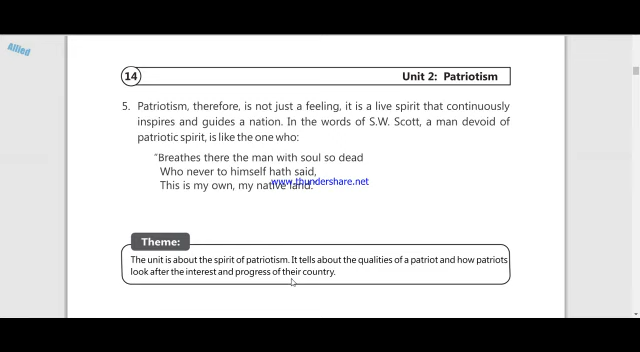 Allied
14
Unit 2: Patriotism
5. Patriotism, therefore, is not just a feeling, it is a live spirit that continuously
inspires and guides a nation. In the words of S.W. Scott, a man devoid of
patriotic spirit, is like the one who:
"Breathes there the man with soul so dead
Who never to himself hath said,
This is my own, my native land."
www.thundershare.net
Theme:
The unit is about the spirit of patriotism. It tells about the qualities of a patriot and how patriots
look after the interest and progress of their country.